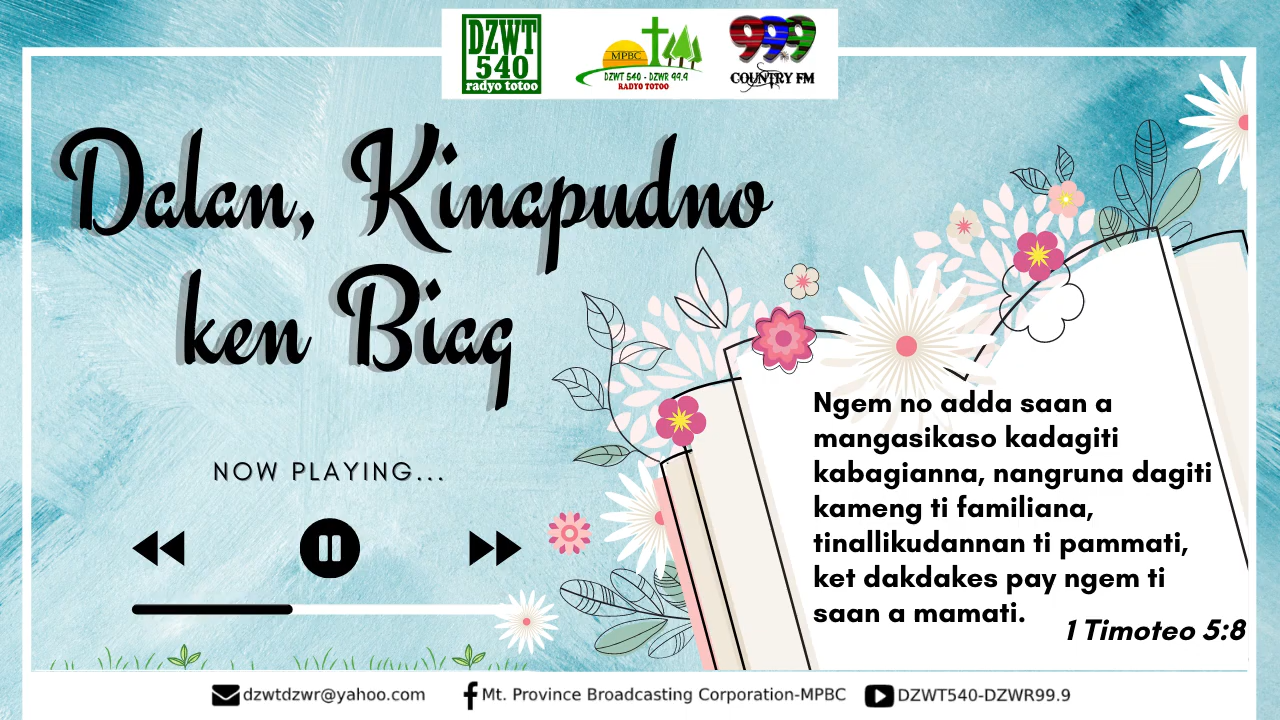 DZWT
540
radyo totoo
MPBC
DZWT 540 - DZWR 99.9
RADYO TOTOO
99.9
COUNTRY FM
Dalan, Kinapudno
ken Biag
NOW PLAYING...
Ngem no adda saan a
mangasikaso kadagiti
kabagianna, nangruna dagiti
kameng ti familiana,
tinallikudannan ti pammati,
ket dakdakes pay ngem ti
saan a mamati.
1 Timoteo 5:8
dzwtdzwr@yahoo.com
Mt. Province Broadcasting Corporation-MPBC
DZWT540-DZWR99.9